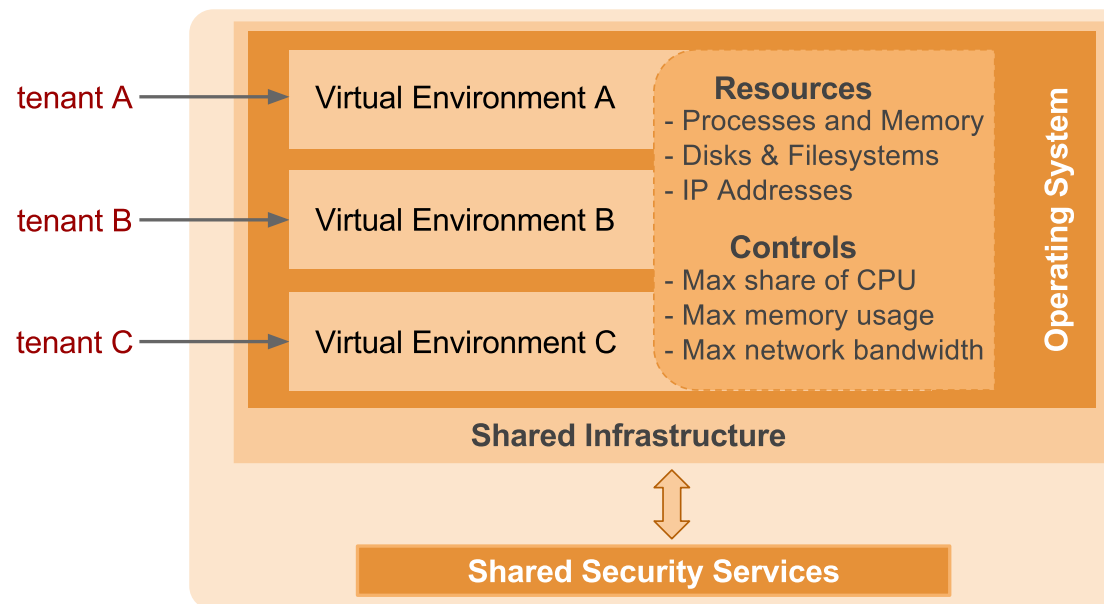 tenant A
Virtual Environment A
tenant B
Virtual Environment B
tenant C
Virtual Environment C
Resources
- Processes and Memory
- Disks & Filesystems
- IP Addresses
Controls
- Max share of CPU
- Max memory usage
- Max network bandwidth
Operating System
Shared Infrastructure
Shared Security Services